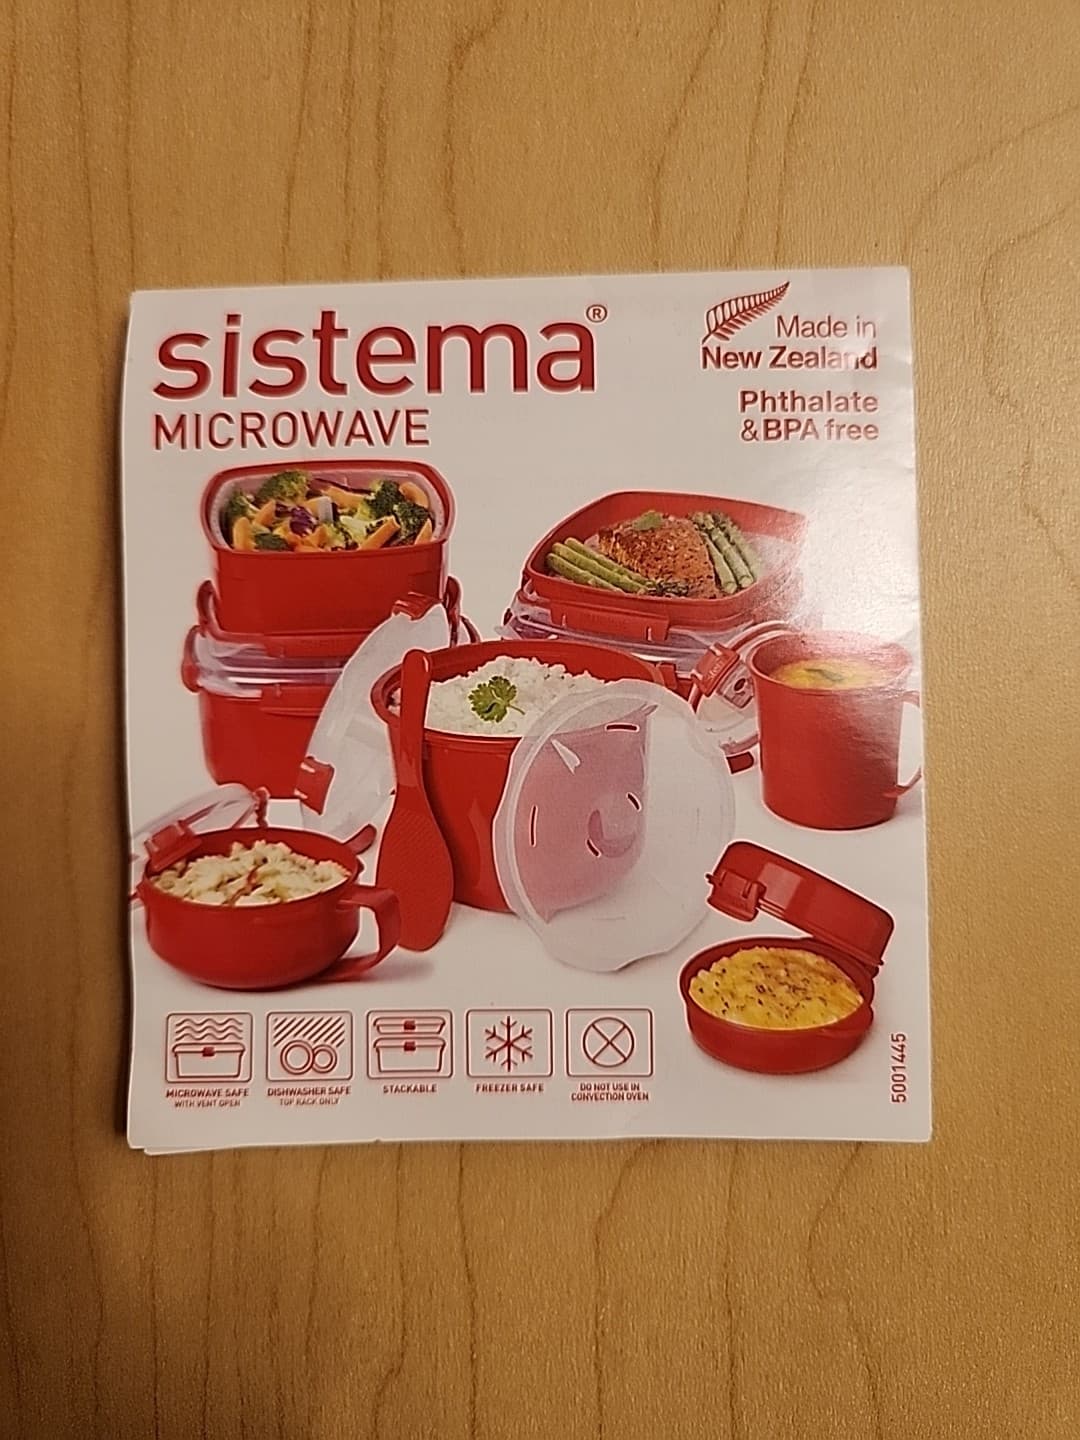 sistema®
MICROWAVE
Made in
New Zealand
Phthalate
& BPA free
MICROWAVE SAFE
WITH VENT OPEN
DISHWASHER SAFE
TOP RACK ONLY
STACKABLE
FREEZER SAFE
DO NOT USE IN
CONVECTION OVEN
5001445